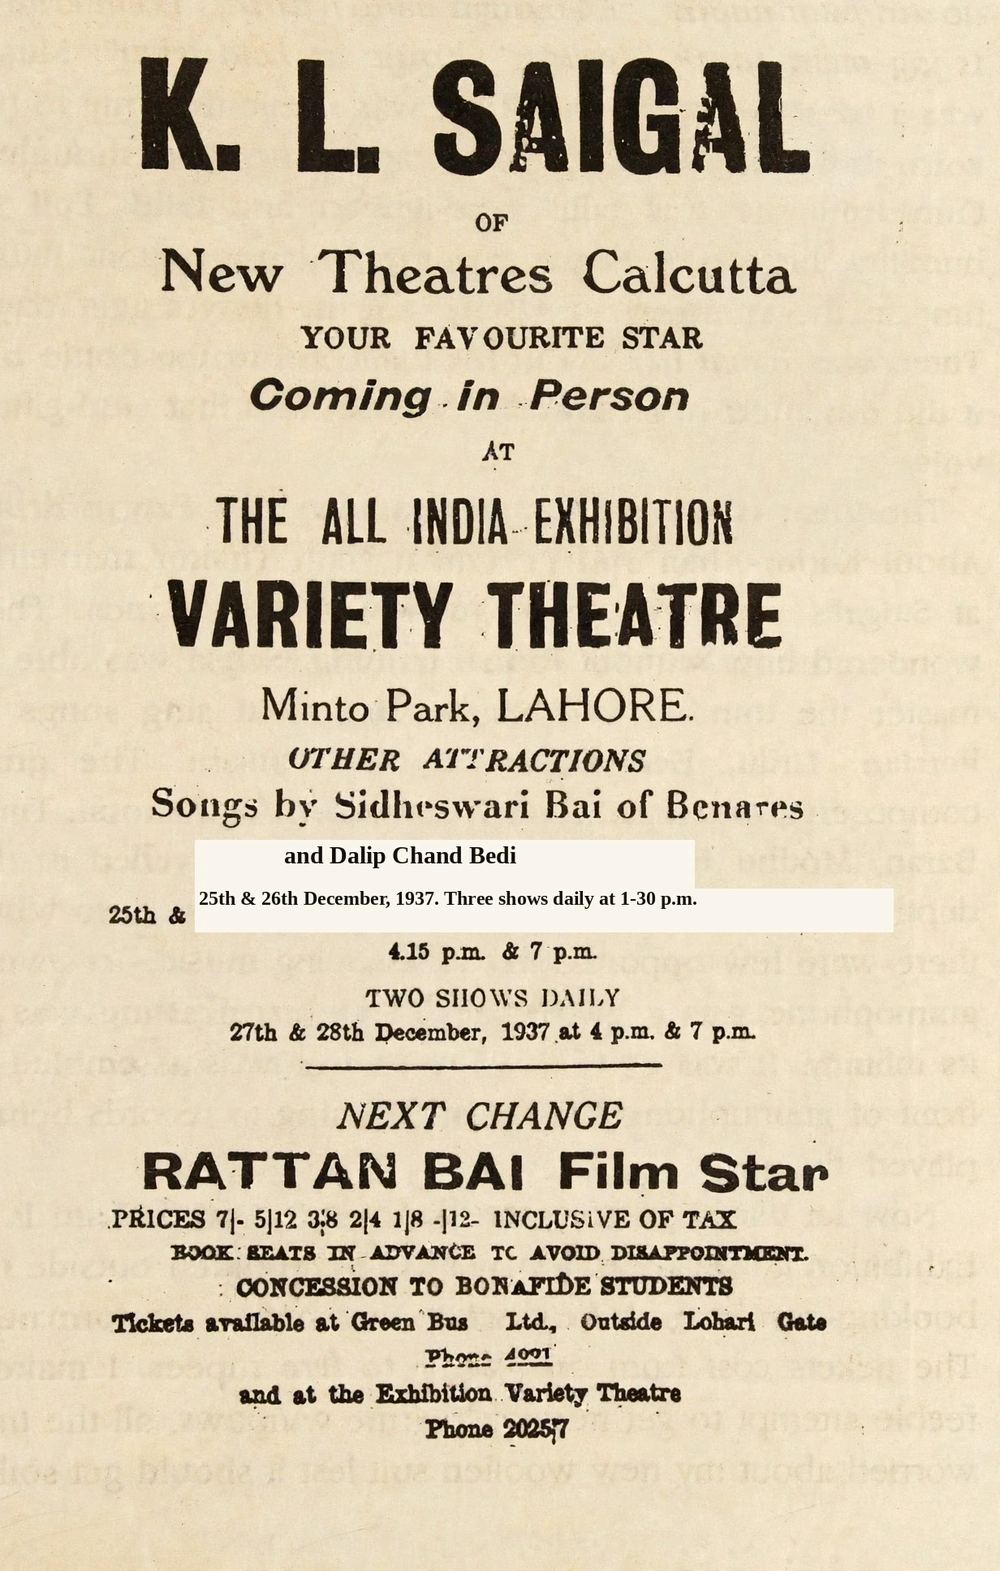 K. L. SAIGAL
OF
New Theatres Calcutta
YOUR FAVOURITE STAR
Coming in Person
AT
THE ALL INDIA EXHIBITION
VARIETY THEATRE
Minto Park, LAHORE.
OTHER ATTRACTIONS
Songs by Sidheswari Bai of Benares
and Dalip Chand Bedi
25th &
25th & 26th December, 1937. Three shows daily at 1-30 p.m.
4.15 p.m. & 7 p.m.
TWO SHOWS DAILY
27th & 28th December, 1937 at 4 p.m. & 7 p.m.
NEXT CHANGE
RATTAN BAI Film Star
PRICES 7|- 5|12 3|8 2|4 1|8 -|12- INCLUSiVE OF TAX
BOOK SEATS IN ADVANCE TO AVOID DISAPPOINTMENT.
CONCESSION TO BONAFIDE STUDENTS
Tickets available at Green Bus Ltd., Outside Lohari Gate
Phone 4091
and at the Exhibition Variety Theatre
Phone 20257